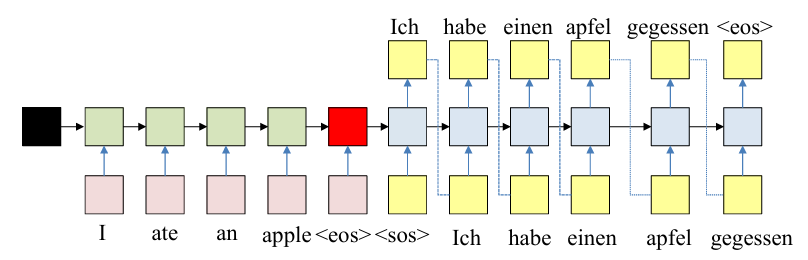 Ich habe einen apfel gegessen <eos>
I ate an apple <eos> <sos> Ich habe einen apfel gegessen